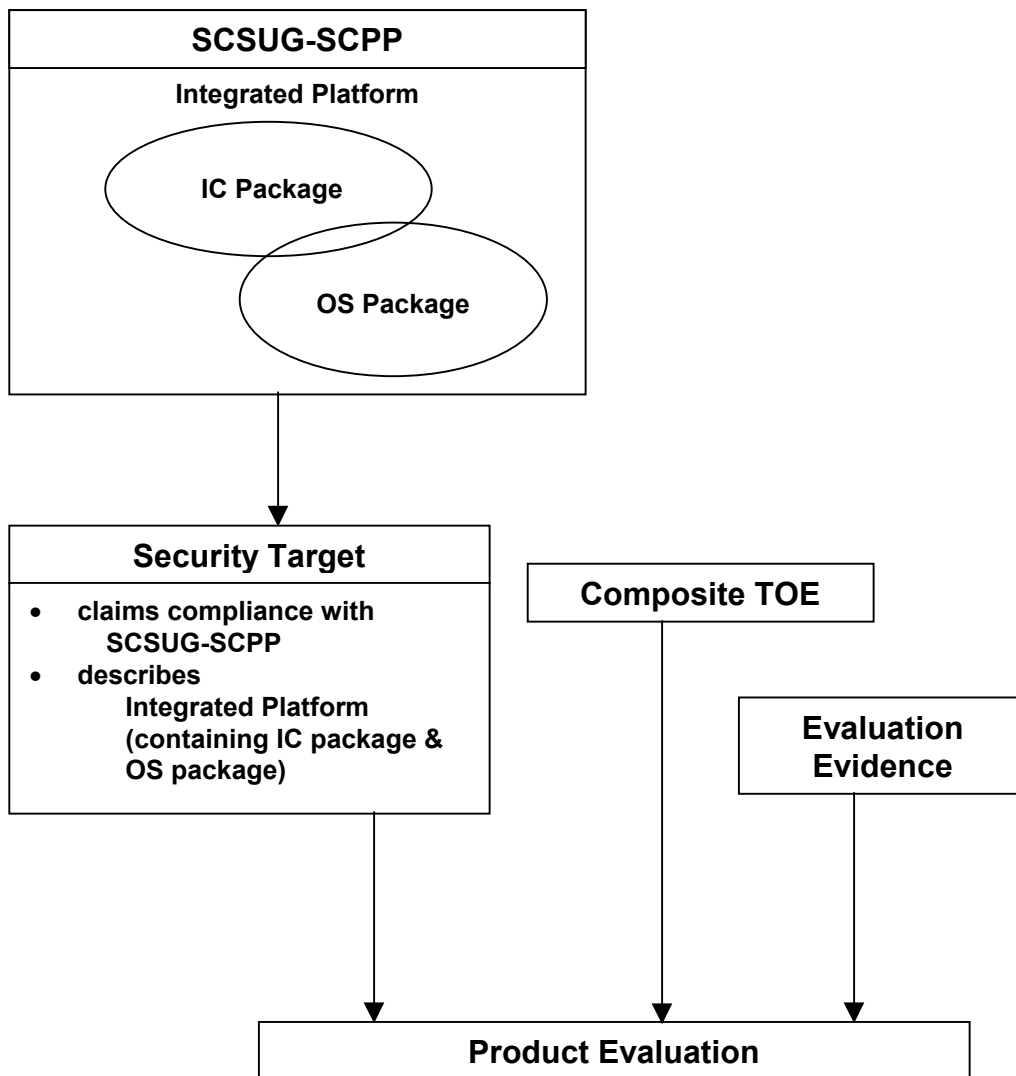 SCSUG-SCPP
Integrated Platform
IC Package
OS Package
Security Target
• claims compliance with
SCSUG-SCPP
• describes
Integrated Platform
(containing IC package &
OS package)
Composite TOE
Evaluation
Evidence
Product Evaluation